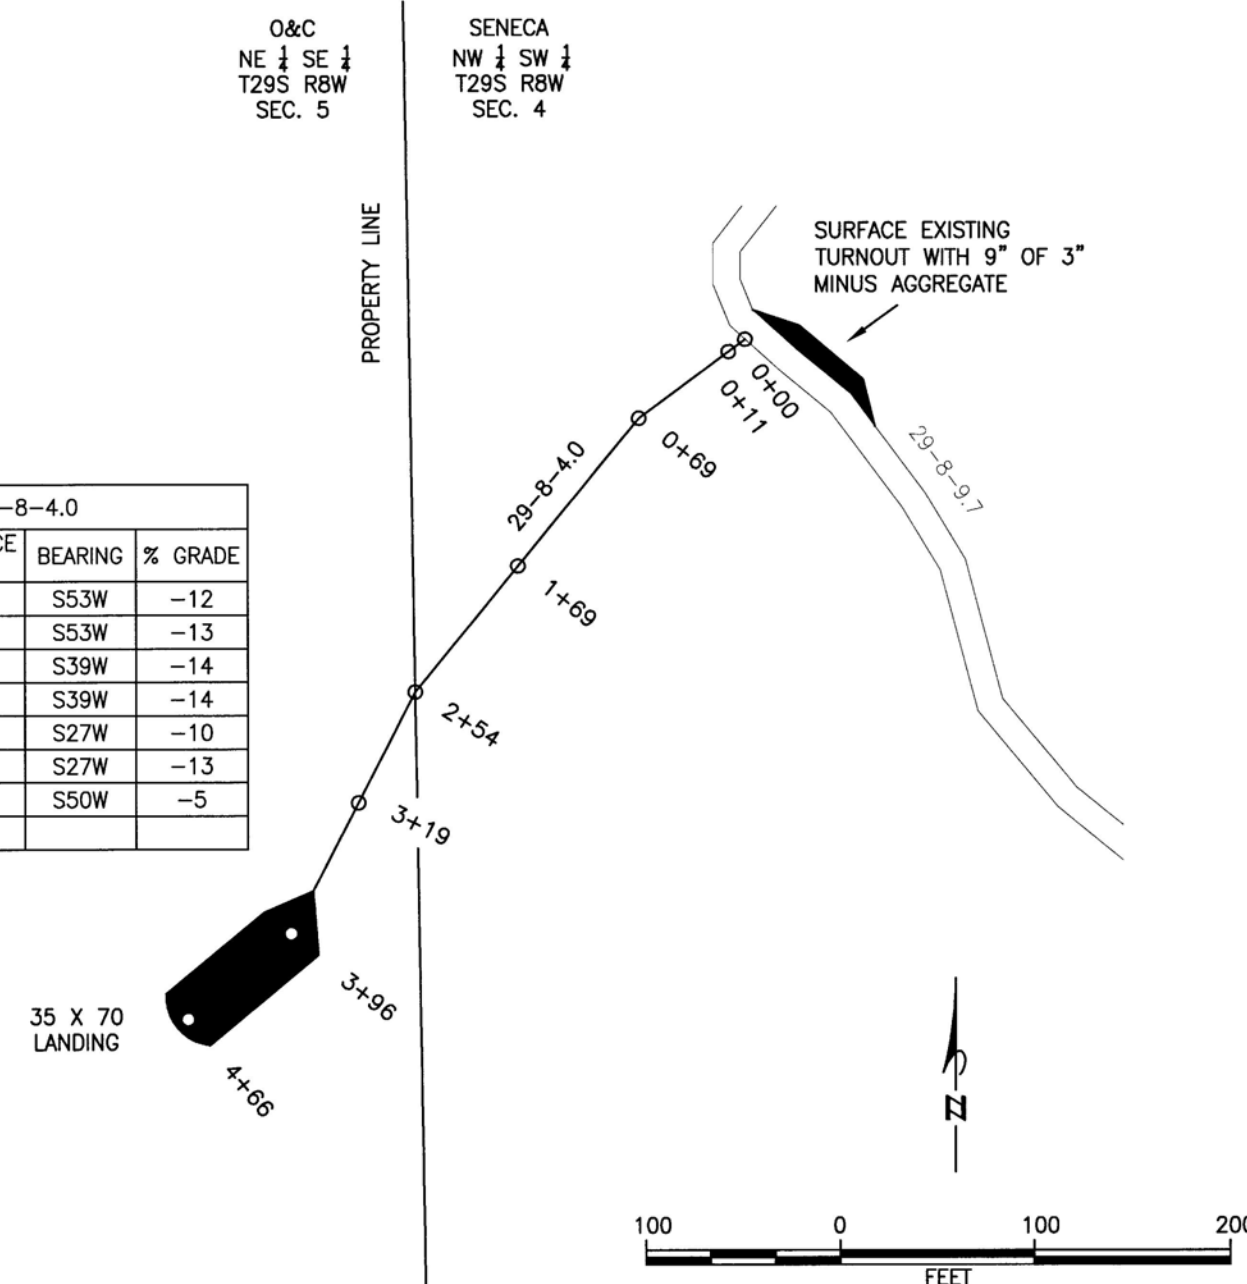 O&C
NE 1/4 SE 1/4
T29S R8W
SEC. 5
SENECA
NW 1/4 SW 1/4
T29S R8W
SEC. 4
PROPERTY LINE
SURFACE EXISTING
TURNOUT WITH 9" OF 3"
MINUS AGGREGATE
0+00
0+11
0+69
29-8-4.0
29-8-9.7
1+69
2+54
3+19
3+96
4+66
-8-4.0
CE BEARING % GRADE
S53W -12
S53W -13
S39W -14
S39W -14
S27W -10
S27W -13
S50W -5
35 X 70
LANDING
N
100 0 100 200
FEET